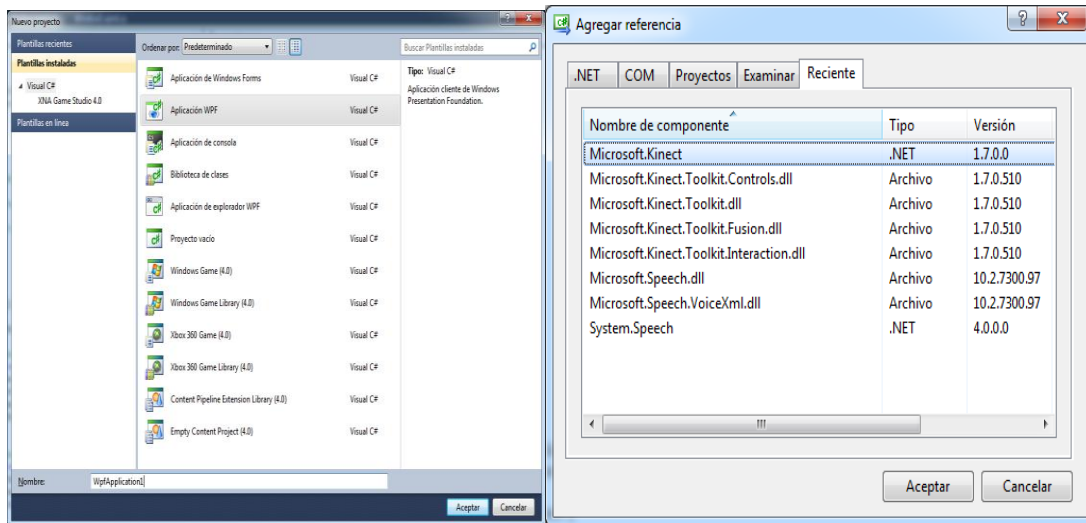 Nuevo proyecto
Plantillas recientes
Plantillas instaladas
Visual C#
XNA Game Studio 4.0
Plantillas en línea
Ordenar por: Predeterminado
Buscar Plantillas instaladas
Aplicación de Windows Forms Visual C#
Aplicación WPF Visual C#
Aplicación de consola Visual C#
Biblioteca de clases Visual C#
Aplicación de explorador WPF Visual C#
Proyecto vacío Visual C#
Windows Game (4.0) Visual C#
Windows Game Library (4.0) Visual C#
Xbox 360 Game (4.0) Visual C#
Xbox 360 Game Library (4.0) Visual C#
Content Pipeline Extension Library (4.0) Visual C#
Empty Content Project (4.0) Visual C#
Tipo: Visual C#
Aplicación cliente de Windows
Presentation Foundation.
Nombre: WpfApplication1
Aceptar Cancelar
Agregar referencia
.NET COM Proyectos Examinar Reciente
Nombre de componente Tipo Versión
Microsoft.Kinect .NET 1.7.0.0
Microsoft.Kinect.Toolkit.Controls.dll Archivo 1.7.0.510
Microsoft.Kinect.Toolkit.dll Archivo 1.7.0.510
Microsoft.Kinect.Toolkit.Fusion.dll Archivo 1.7.0.510
Microsoft.Kinect.Toolkit.Interaction.dll Archivo 1.7.0.510
Microsoft.Speech.dll Archivo 10.2.7300.97
Microsoft.Speech.VoiceXml.dll Archivo 10.2.7300.97
System.Speech .NET 4.0.0.0
Aceptar Cancelar